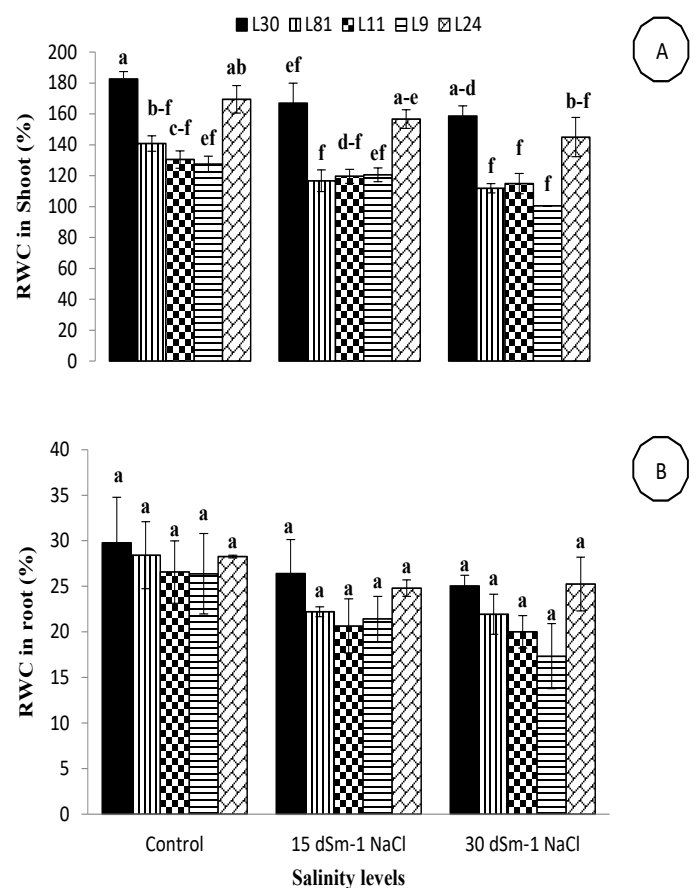 L30 L81 L11 L9 L24
A
RWC in Shoot (%)
200
180
160
140
120
100
80
60
40
20
0
a b-f c-f ef ab
ef f d-f ef a-e
a-d f f f b-f
B
RWC in root (%)
40
35
30
25
20
15
10
5
0
a a a a a
a a a a a
a a a a a
Control 15 dSm-1 NaCl 30 dSm-1 NaCl
Salinity levels